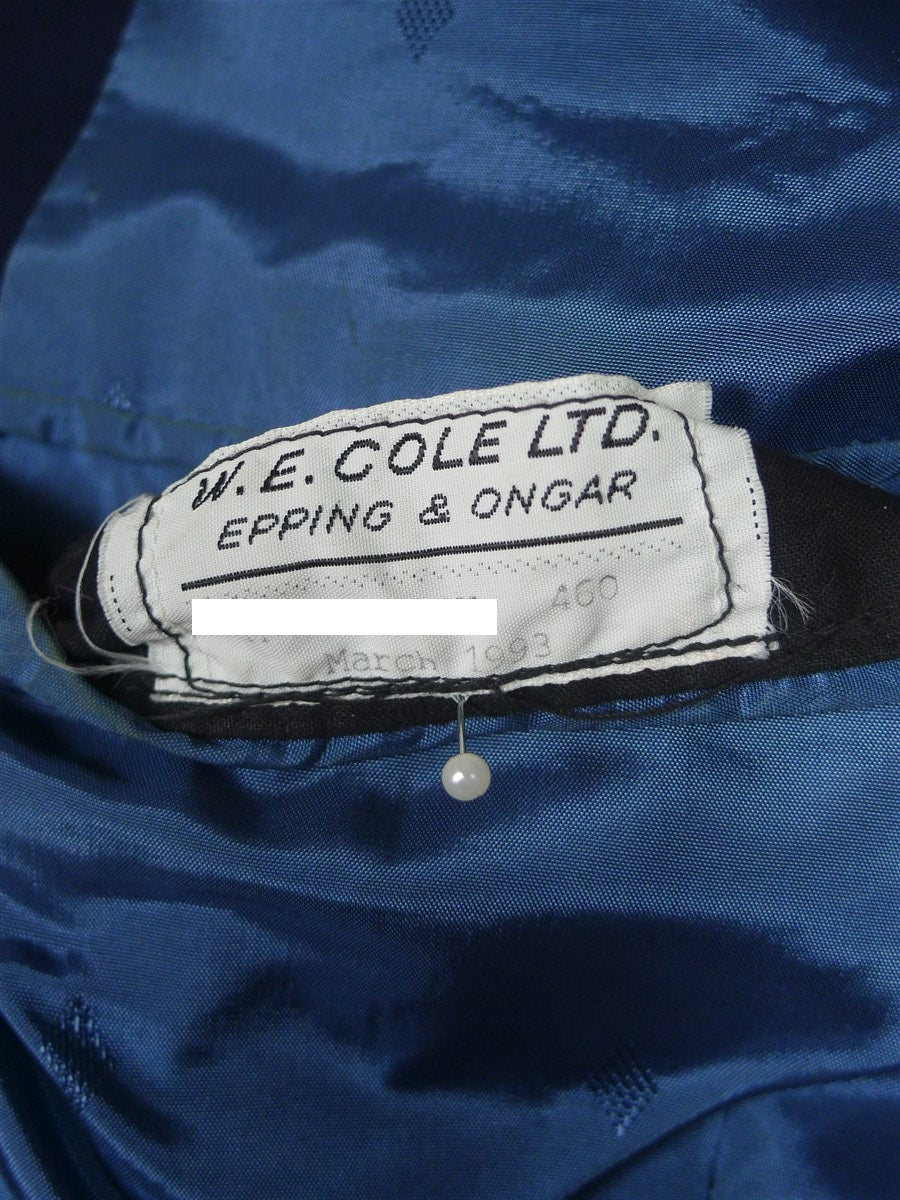 W. E. COLE LTD.
EPPING & ONGAR
460
March 1993